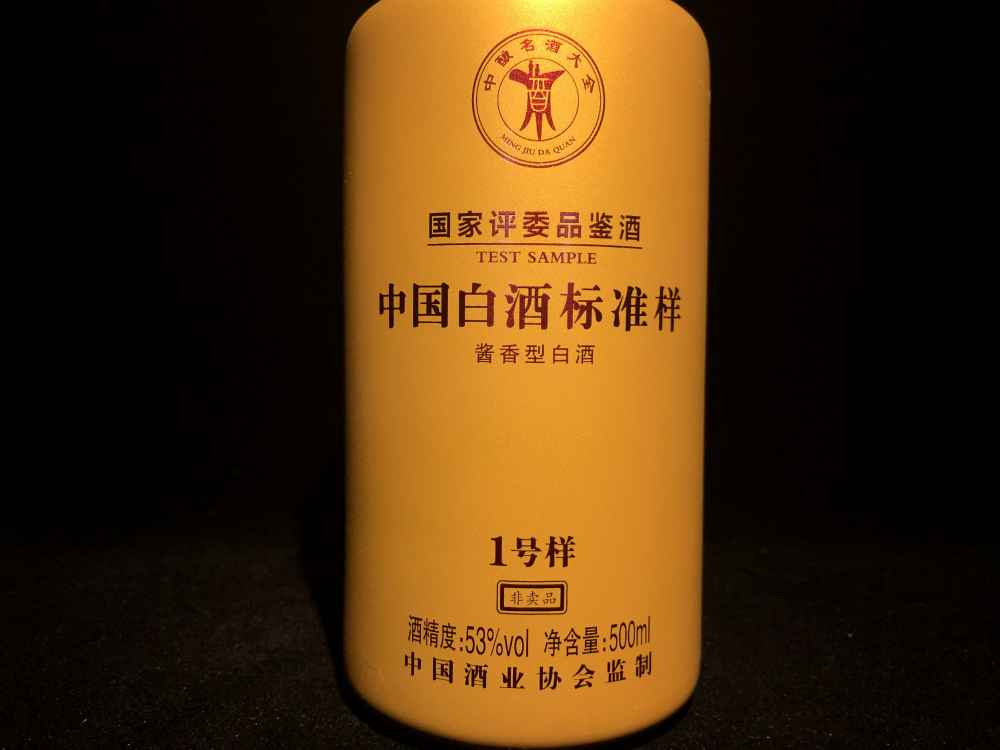 中酿名酒大全
MING JIU DA QUAN
国家评委品鉴酒
TEST SAMPLE
中国白酒标准样
酱香型白酒
1号样
非卖品
酒精度:53%vol 净含量:500ml
中国酒业协会监制